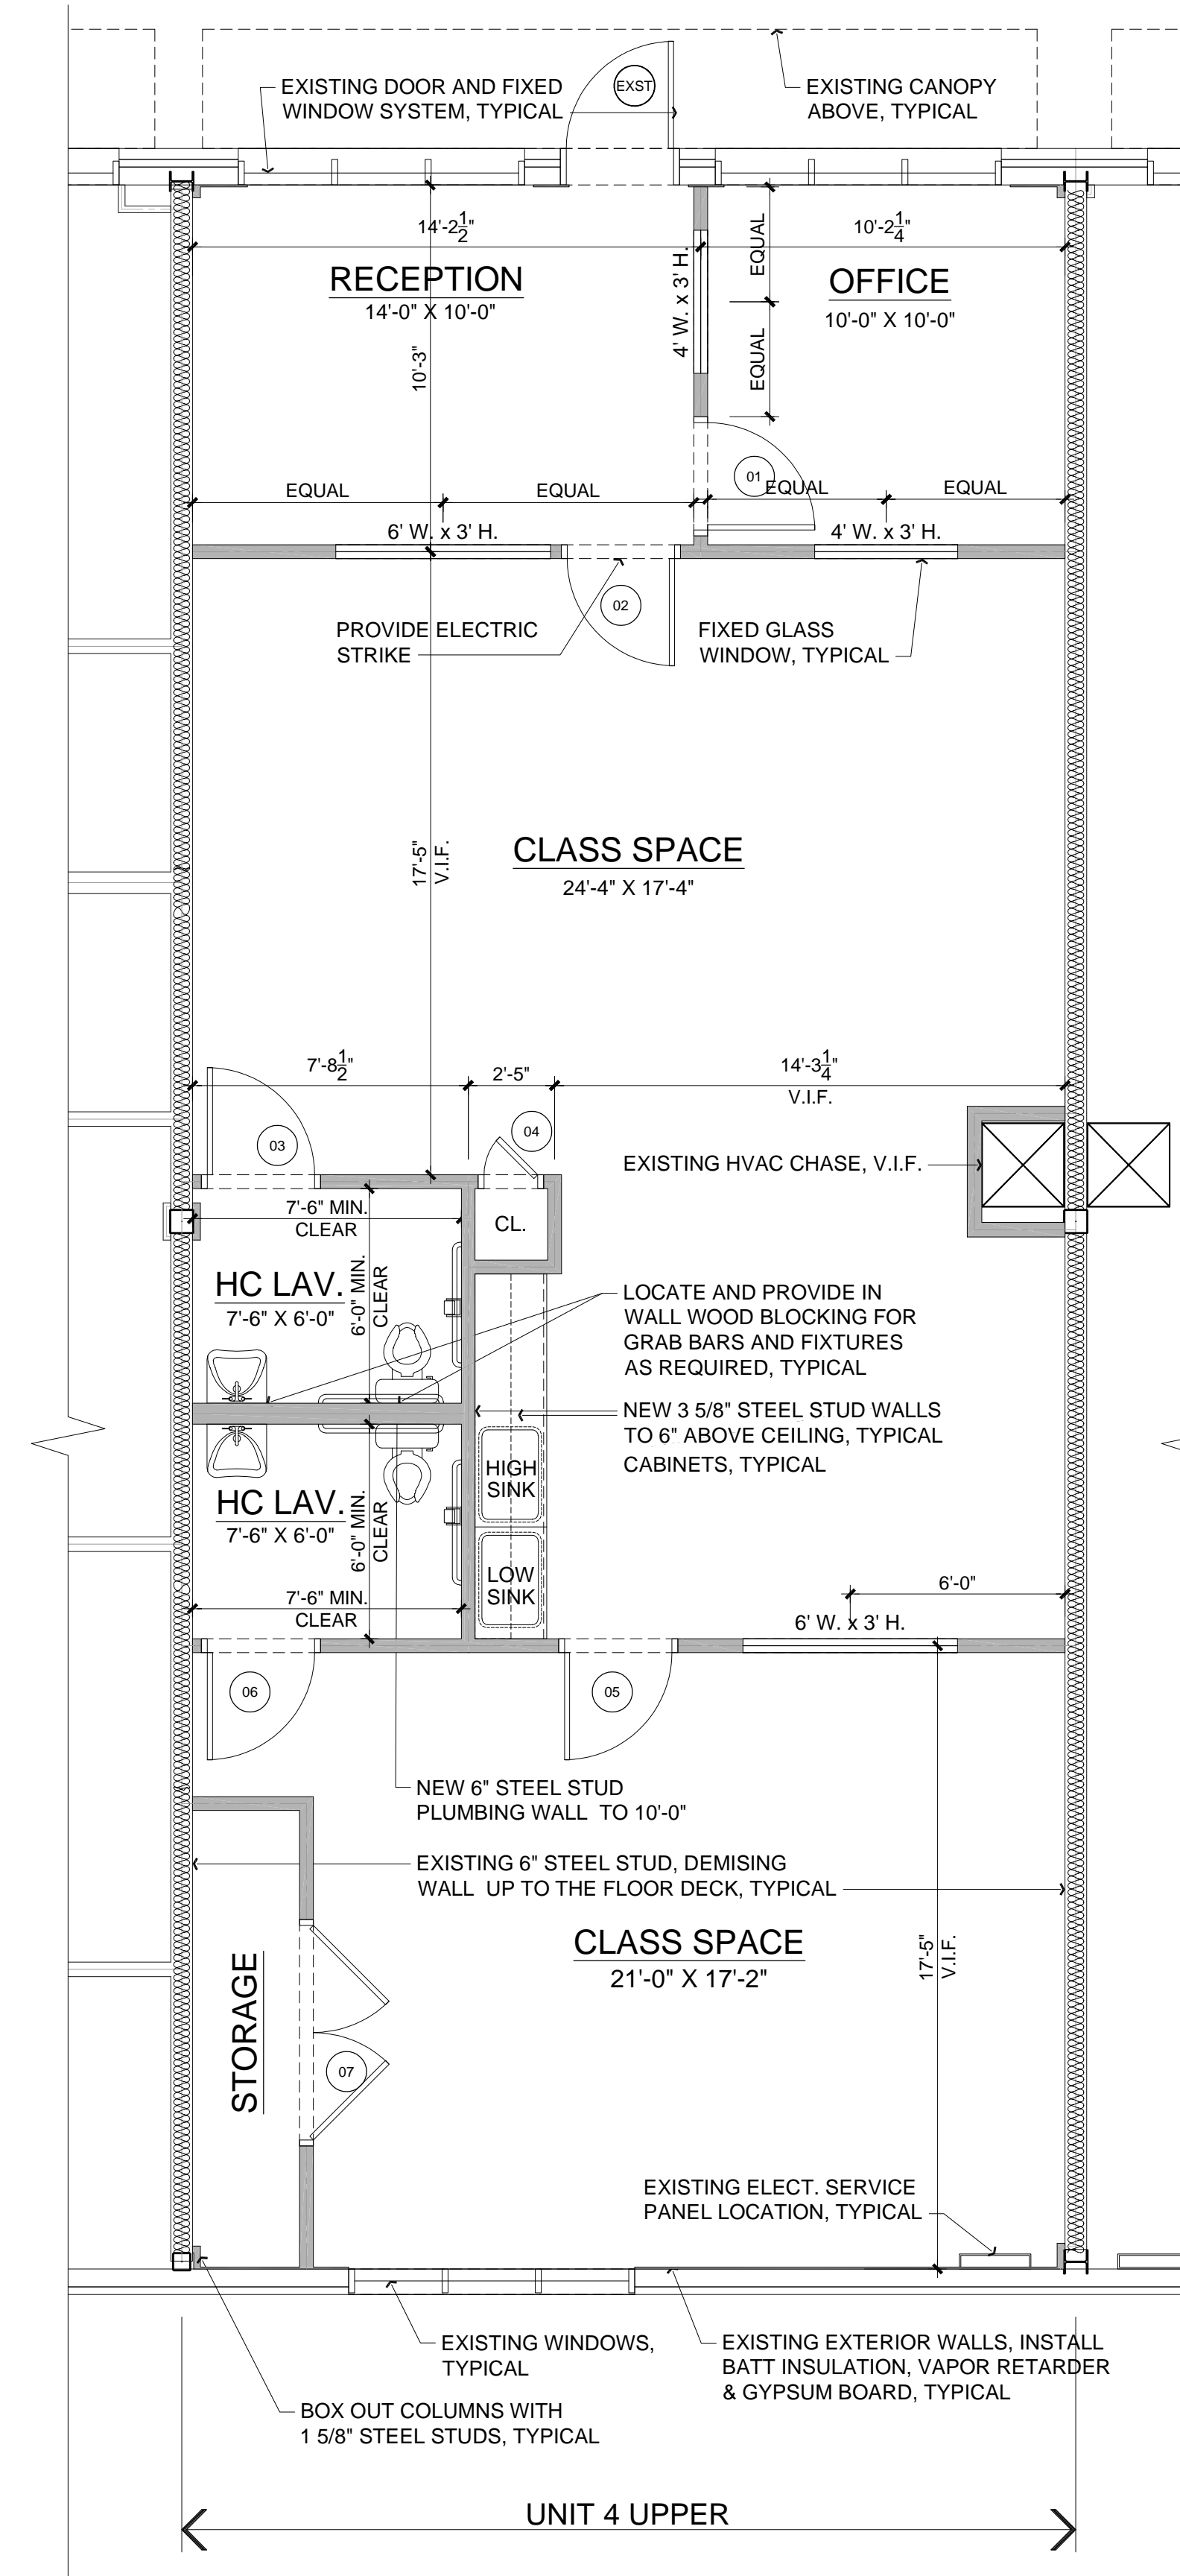 EXISTING DOOR AND FIXED
WINDOW SYSTEM, TYPICAL
EXST
EXISTING CANOPY
ABOVE, TYPICAL
14'-2 1/2"
10'-2 1/4"
RECEPTION
14'-0" X 10'-0"
OFFICE
10'-0" X 10'-0"
EQUAL
EQUAL
4' W. x 3' H.
10'-3"
01
EQUAL
EQUAL
EQUAL
EQUAL
6' W. x 3' H.
4' W. x 3' H.
02
PROVIDE ELECTRIC
STRIKE
FIXED GLASS
WINDOW, TYPICAL
CLASS SPACE
24'-4" X 17'-4"
17'-5"
V.I.F.
7'-8 1/2"
2'-5"
14'-3 1/4"
V.I.F.
03
04
EXISTING HVAC CHASE, V.I.F.
7'-6" MIN.
CLEAR
CL.
HC LAV.
7'-6" X 6'-0"
6'-0" MIN.
CLEAR
LOCATE AND PROVIDE IN
WALL WOOD BLOCKING FOR
GRAB BARS AND FIXTURES
AS REQUIRED, TYPICAL
NEW 3 5/8" STEEL STUD WALLS
TO 6" ABOVE CEILING, TYPICAL
CABINETS, TYPICAL
HIGH
SINK
HC LAV.
7'-6" X 6'-0"
6'-0" MIN.
CLEAR
LOW
SINK
7'-6" MIN.
CLEAR
6'-0"
6' W. x 3' H.
06
05
NEW 6" STEEL STUD
PLUMBING WALL TO 10'-0"
EXISTING 6" STEEL STUD, DEMISING
WALL UP TO THE FLOOR DECK, TYPICAL
CLASS SPACE
21'-0" X 17'-2"
17'-5"
V.I.F.
STORAGE
07
EXISTING ELECT. SERVICE
PANEL LOCATION, TYPICAL
EXISTING WINDOWS,
TYPICAL
EXISTING EXTERIOR WALLS, INSTALL
BATT INSULATION, VAPOR RETARDER
& GYPSUM BOARD, TYPICAL
BOX OUT COLUMNS WITH
1 5/8" STEEL STUDS, TYPICAL
UNIT 4 UPPER